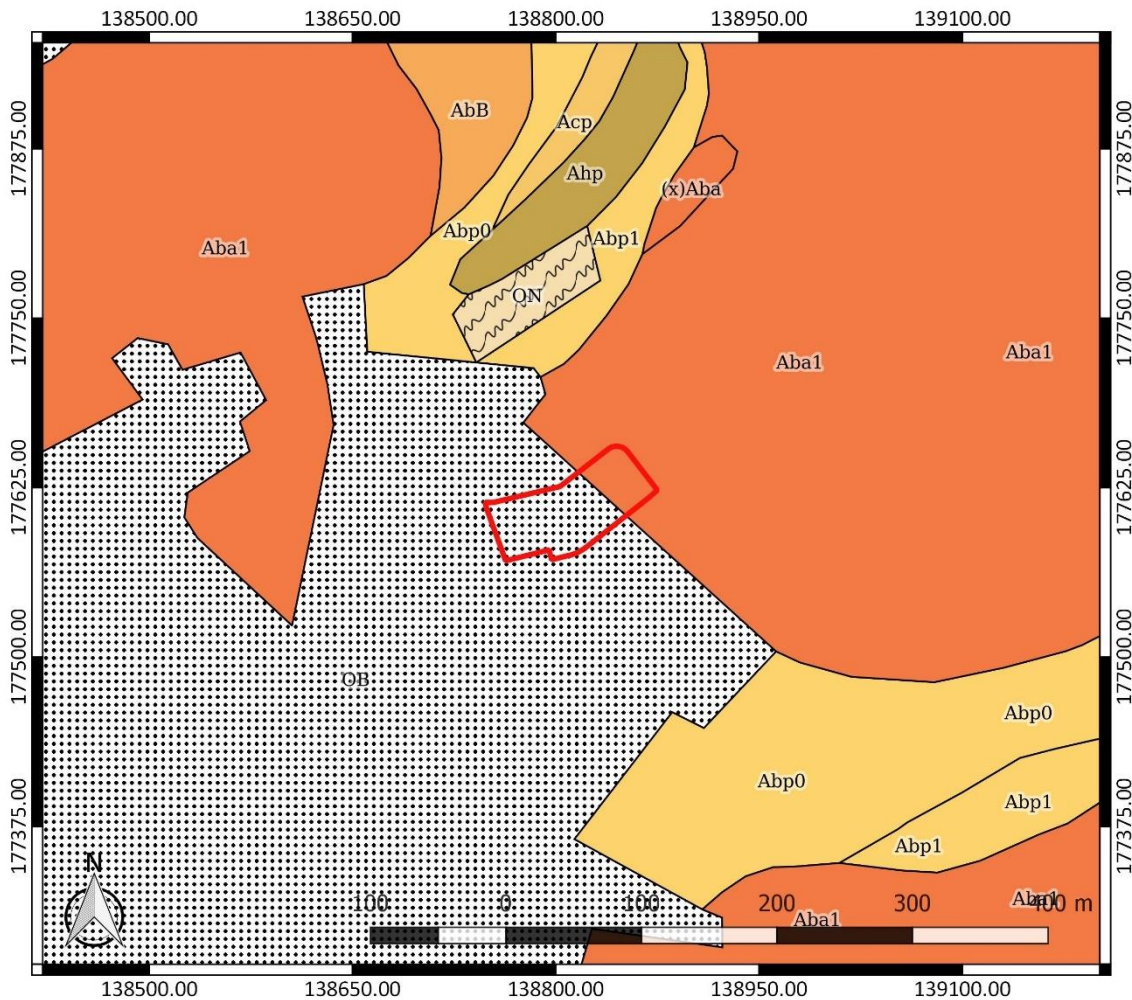 138500.00 138650.00 138800.00 138950.00 139100.00
177875.00 177875.00
AbB
Acp
Ahp
(x)Aba
Abp0
Abp1
Aba1
ON
177750.00 177750.00
Aba1
Aba1
177625.00 177625.00
177500.00 177500.00
OB
Abp0
Abp0
Abp1
177375.00 177375.00
Abp1
N
100 0 100 200 300 400 m
Aba1
Aba1
138500.00 138650.00 138800.00 138950.00 139100.00